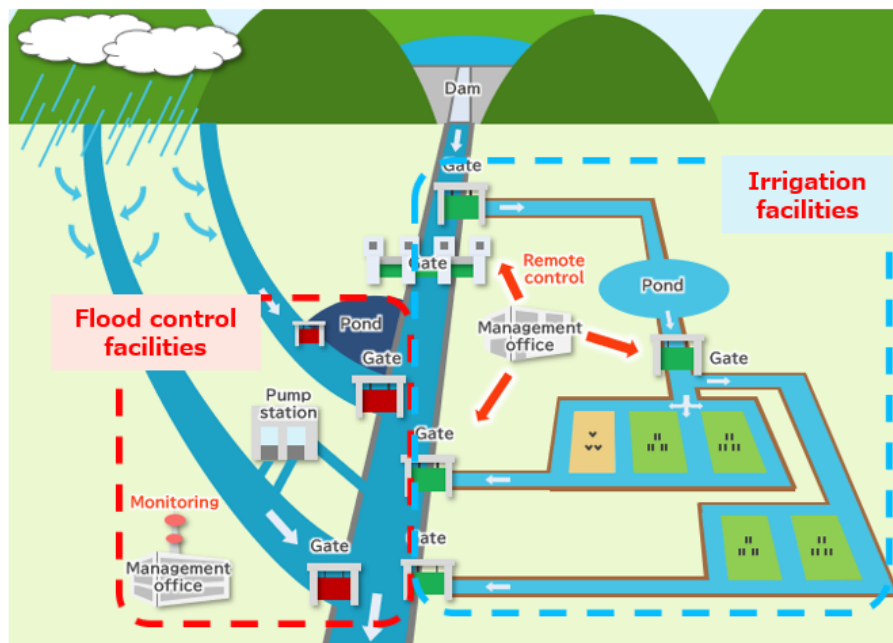 Dam
Gate
Irrigation
facilities
Gate
Remote
control
Pond
Flood control
facilities
Pond
Management
office
Gate
Gate
Pump
station
Gate
Monitoring
Gate
Gate
Management
office